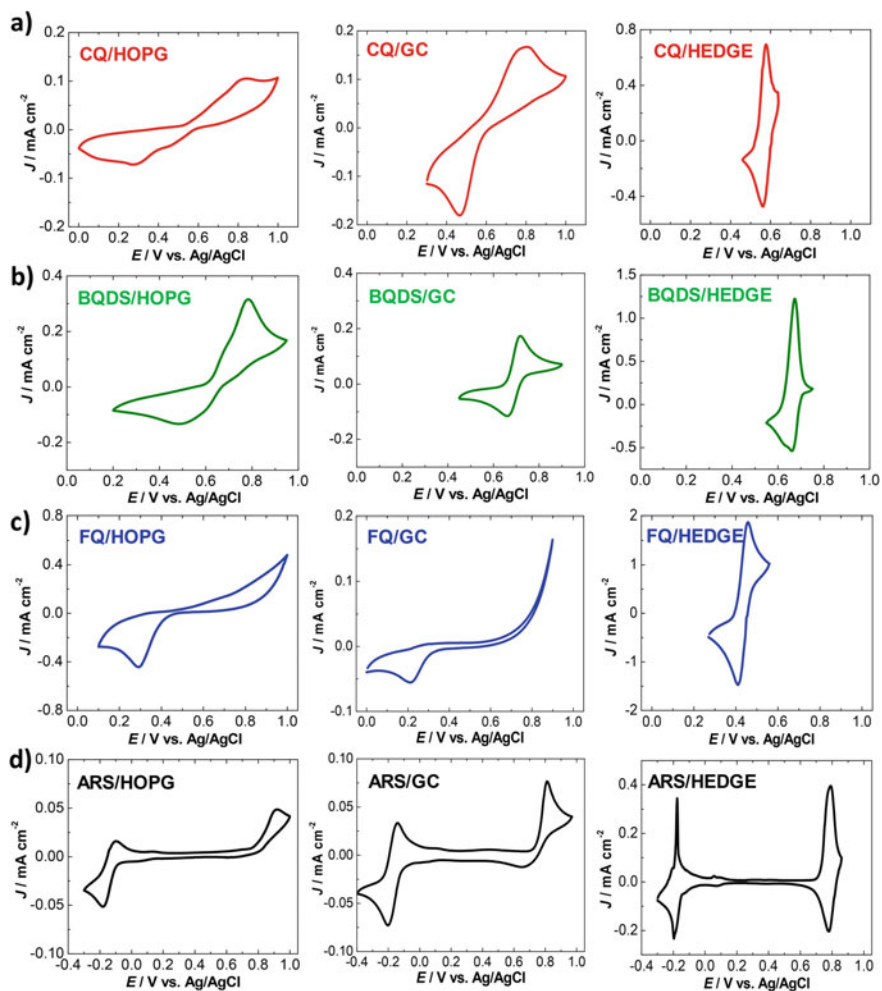 a)
CQ/HOPG
CQ/GC
CQ/HEDGE
J / mA cm-2
0.2
0.1
0.0
-0.1
-0.2
0.0 0.2 0.4 0.6 0.8 1.0
E / V vs. Ag/AgCl
J / mA cm-2
0.2
0.1
0.0
-0.1
-0.2
0.0 0.2 0.4 0.6 0.8 1.0
E / V vs. Ag/AgCl
J / mA cm-2
0.8
0.4
0.0
-0.4
0.0 0.2 0.4 0.6 0.8 1.0
E / V vs. Ag/AgCl
b)
BQDS/HOPG
BQDS/GC
BQDS/HEDGE
J / mA cm-2
0.4
0.2
0.0
-0.2
0.0 0.2 0.4 0.6 0.8 1.0
E / V vs. Ag/AgCl
J / mA cm-2
0.4
0.2
0.0
-0.2
0.0 0.2 0.4 0.6 0.8 1.0
E / V vs. Ag/AgCl
J / mA cm-2
1.5
1.0
0.5
0.0
-0.5
0.0 0.2 0.4 0.6 0.8 1.0
E / V vs. Ag/AgCl
c)
FQ/HOPG
FQ/GC
FQ/HEDGE
J / mA cm-2
0.8
0.4
0.0
-0.4
-0.8
0.0 0.2 0.4 0.6 0.8 1.0
E / V vs. Ag/AgCl
J / mA cm-2
0.2
0.1
0.0
-0.1
0.0 0.2 0.4 0.6 0.8 1.0
E / V vs. Ag/AgCl
J / mA cm-2
2
1
0
-1
-2
0.0 0.2 0.4 0.6 0.8 1.0
E / V vs. Ag/AgCl
d)
ARS/HOPG
ARS/GC
ARS/HEDGE
J / mA cm-2
0.10
0.05
0.00
-0.05
-0.10
-0.4 -0.2 0.0 0.2 0.4 0.6 0.8 1.0
E / V vs. Ag/AgCl
J / mA cm-2
0.10
0.05
0.00
-0.05
-0.10
-0.4 -0.2 0.0 0.2 0.4 0.6 0.8 1.0
E / V vs. Ag/AgCl
J / mA cm-2
0.4
0.2
0.0
-0.2
-0.4 -0.2 0.0 0.2 0.4 0.6 0.8 1.0
E / V vs. Ag/AgCl